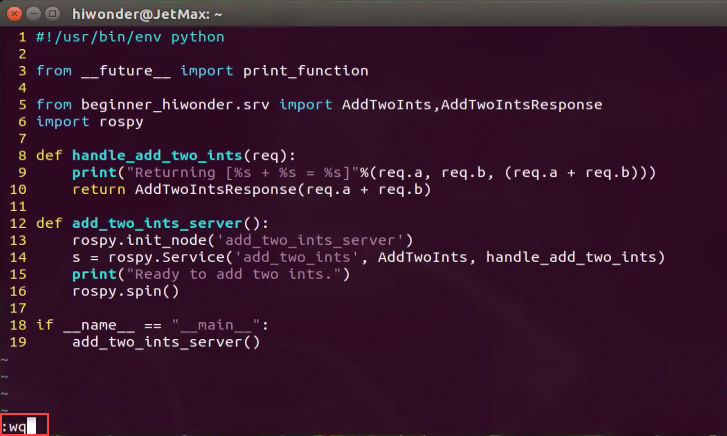 hiwonder@JetMax: ~
1 #!/usr/bin/env python
2
3 from __future__ import print_function
4
5 from beginner_hiwonder.srv import AddTwoInts,AddTwoIntsResponse
6 import rospy
7
8 def handle_add_two_ints(req):
9     print("Returning [%s + %s = %s]"%(req.a, req.b, (req.a + req.b)))
10     return AddTwoIntsResponse(req.a + req.b)
11
12 def add_two_ints_server():
13     rospy.init_node('add_two_ints_server')
14     s = rospy.Service('add_two_ints', AddTwoInts, handle_add_two_ints)
15     print("Ready to add two ints.")
16     rospy.spin()
17
18 if __name__ == "__main__":
19     add_two_ints_server()
~
~
~
~
:wq